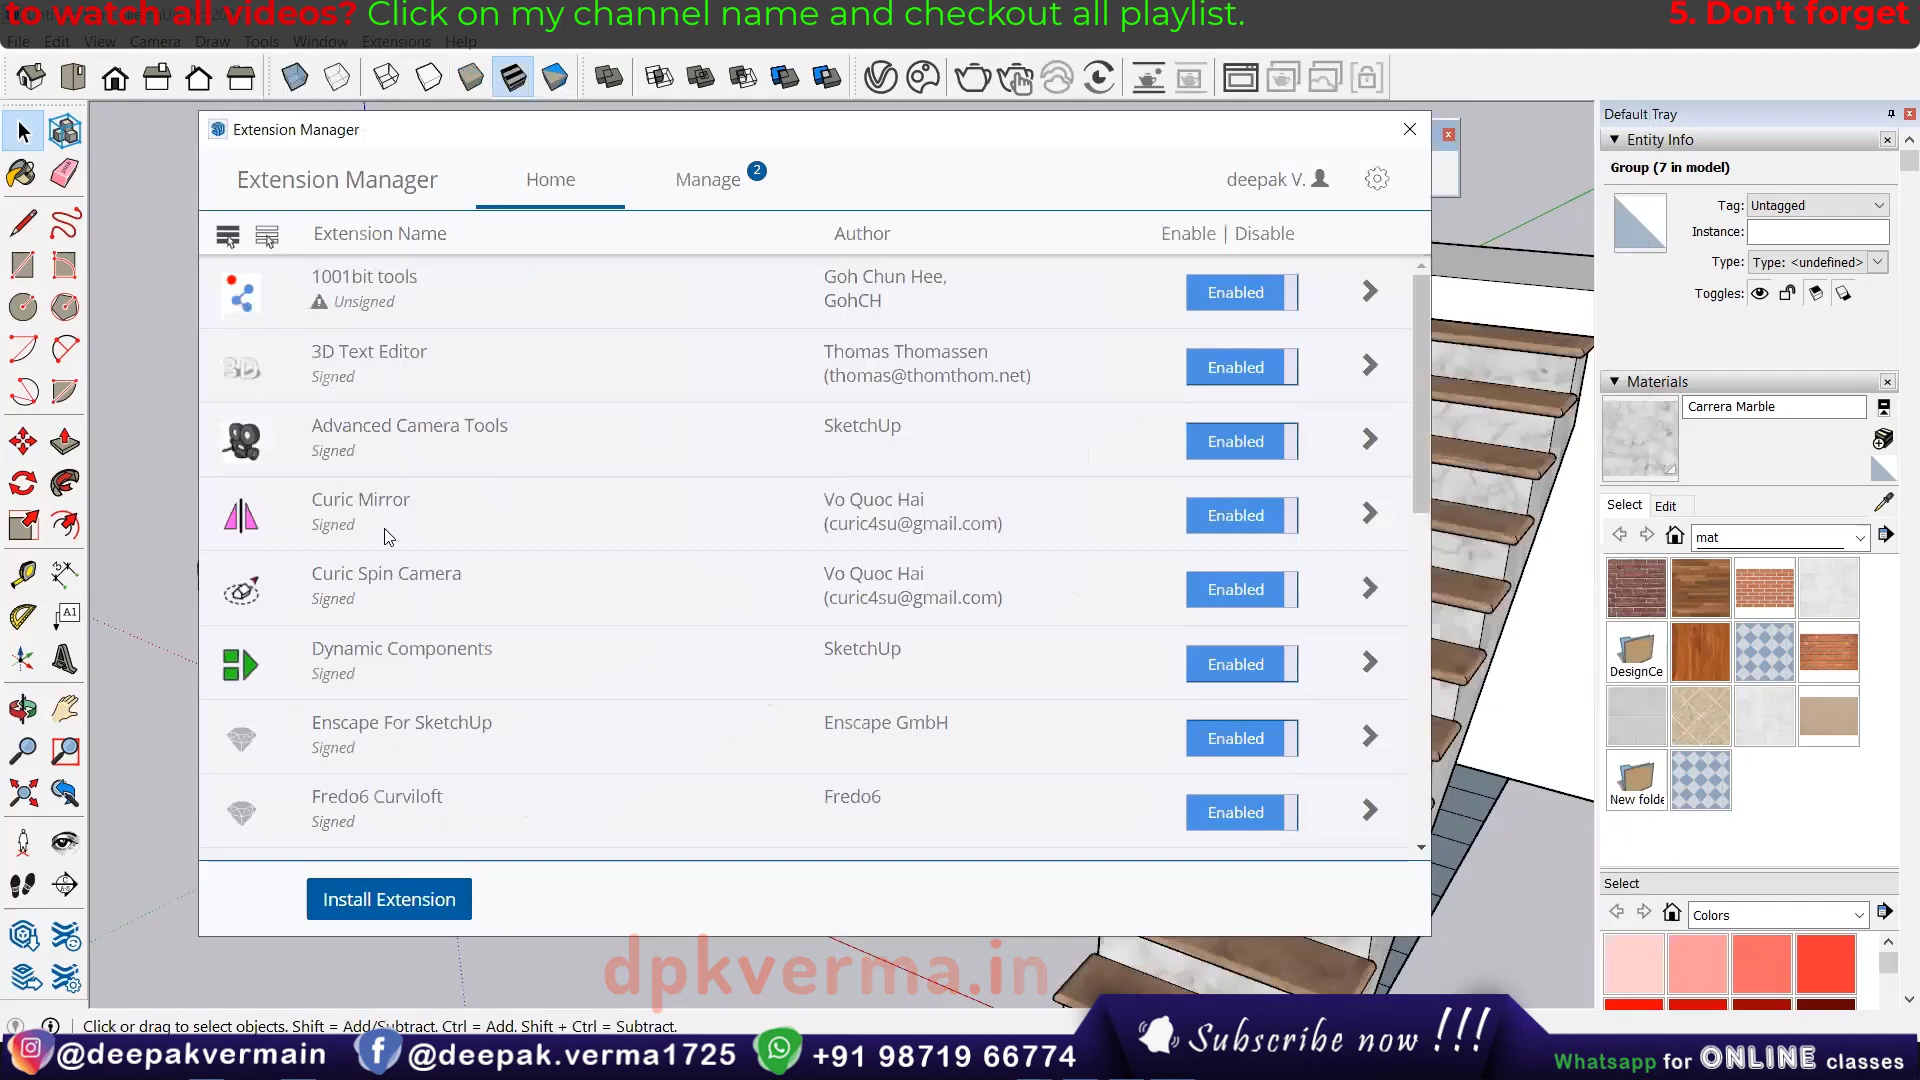 to watch all videos? Click on my channel name and checkout all playlist. 5. Don't forget
File Edit View Camera Draw Tools Window Extensions Help
Extension Manager
Default Tray
Entity Info
Group (7 in model)
Tag: Untagged
Instance:
Type: Type: <undefined>
Toggles:
Extension Manager Home Manage 2 deepak V.
Extension Name Author Enable | Disable
1001bit tools
Unsigned
Goh Chun Hee,
GohCH
Enabled
3D Text Editor
Signed
Thomas Thomassen
(thomas@thomthom.net)
Enabled
Advanced Camera Tools
Signed
SketchUp
Enabled
Curic Mirror
Signed
Vo Quoc Hai
(curic4su@gmail.com)
Enabled
Curic Spin Camera
Signed
Vo Quoc Hai
(curic4su@gmail.com)
Enabled
Dynamic Components
Signed
SketchUp
Enabled
Enscape For SketchUp
Signed
Enscape GmbH
Enabled
Fredo6 Curviloft
Signed
Fredo6
Enabled
Install Extension
Materials
Carrera Marble
Select Edit
mat
DesignCe
New folde
Select
Colors
A1
3D
dpkverma.in
Click or drag to select objects. Shift = Add/Subtract. Ctrl = Add. Shift + Ctrl = Subtract.
@deepakvermain @deepak.verma1725 +91 98719 66774
Subscribe now !!!
Whatsapp for ONLINE classes